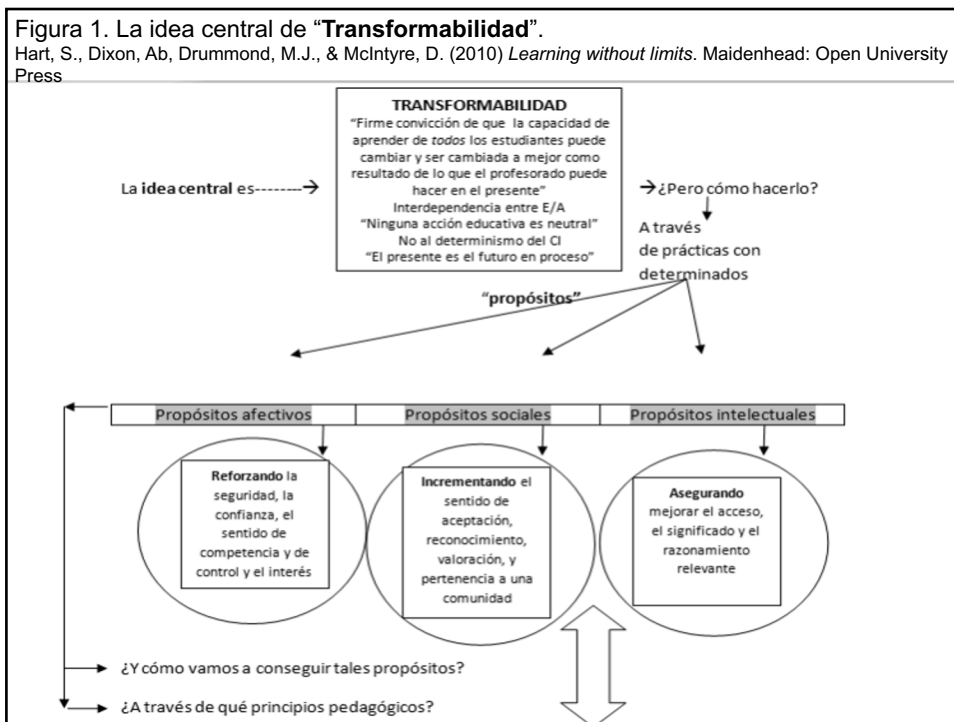 Figura 1. La idea central de “Transformabilidad”.
Hart, S., Dixon, Ab, Drummond, M.J., & McIntyre, D. (2010) Learning without limits. Maidenhead: Open University
Press
TRANSFORMABILIDAD
“Firme convicción de que la capacidad de
aprender de todos los estudiantes puede
cambiar y ser cambiada a mejor como
resultado de lo que el profesorado puede
hacer en el presente”
Interdependencia entre E/A
“Ninguna acción educativa es neutral”
No al determinismo del CI
“El presente es el futuro en proceso”
La idea central es--------→
→¿Pero cómo hacerlo?
A través
de prácticas con
determinados
“propósitos”
Propósitos afectivos
Propósitos sociales
Propósitos intelectuales
Reforzando la
seguridad, la
confianza, el
sentido de
competencia y de
control y el interés
Incrementando el
sentido de
aceptación,
reconocimiento,
valoración, y
pertenencia a una
comunidad
Asegurando
mejorar el acceso,
el significado y el
razonamiento
relevante
¿Y cómo vamos a conseguir tales propósitos?
¿A través de qué principios pedagógicos?